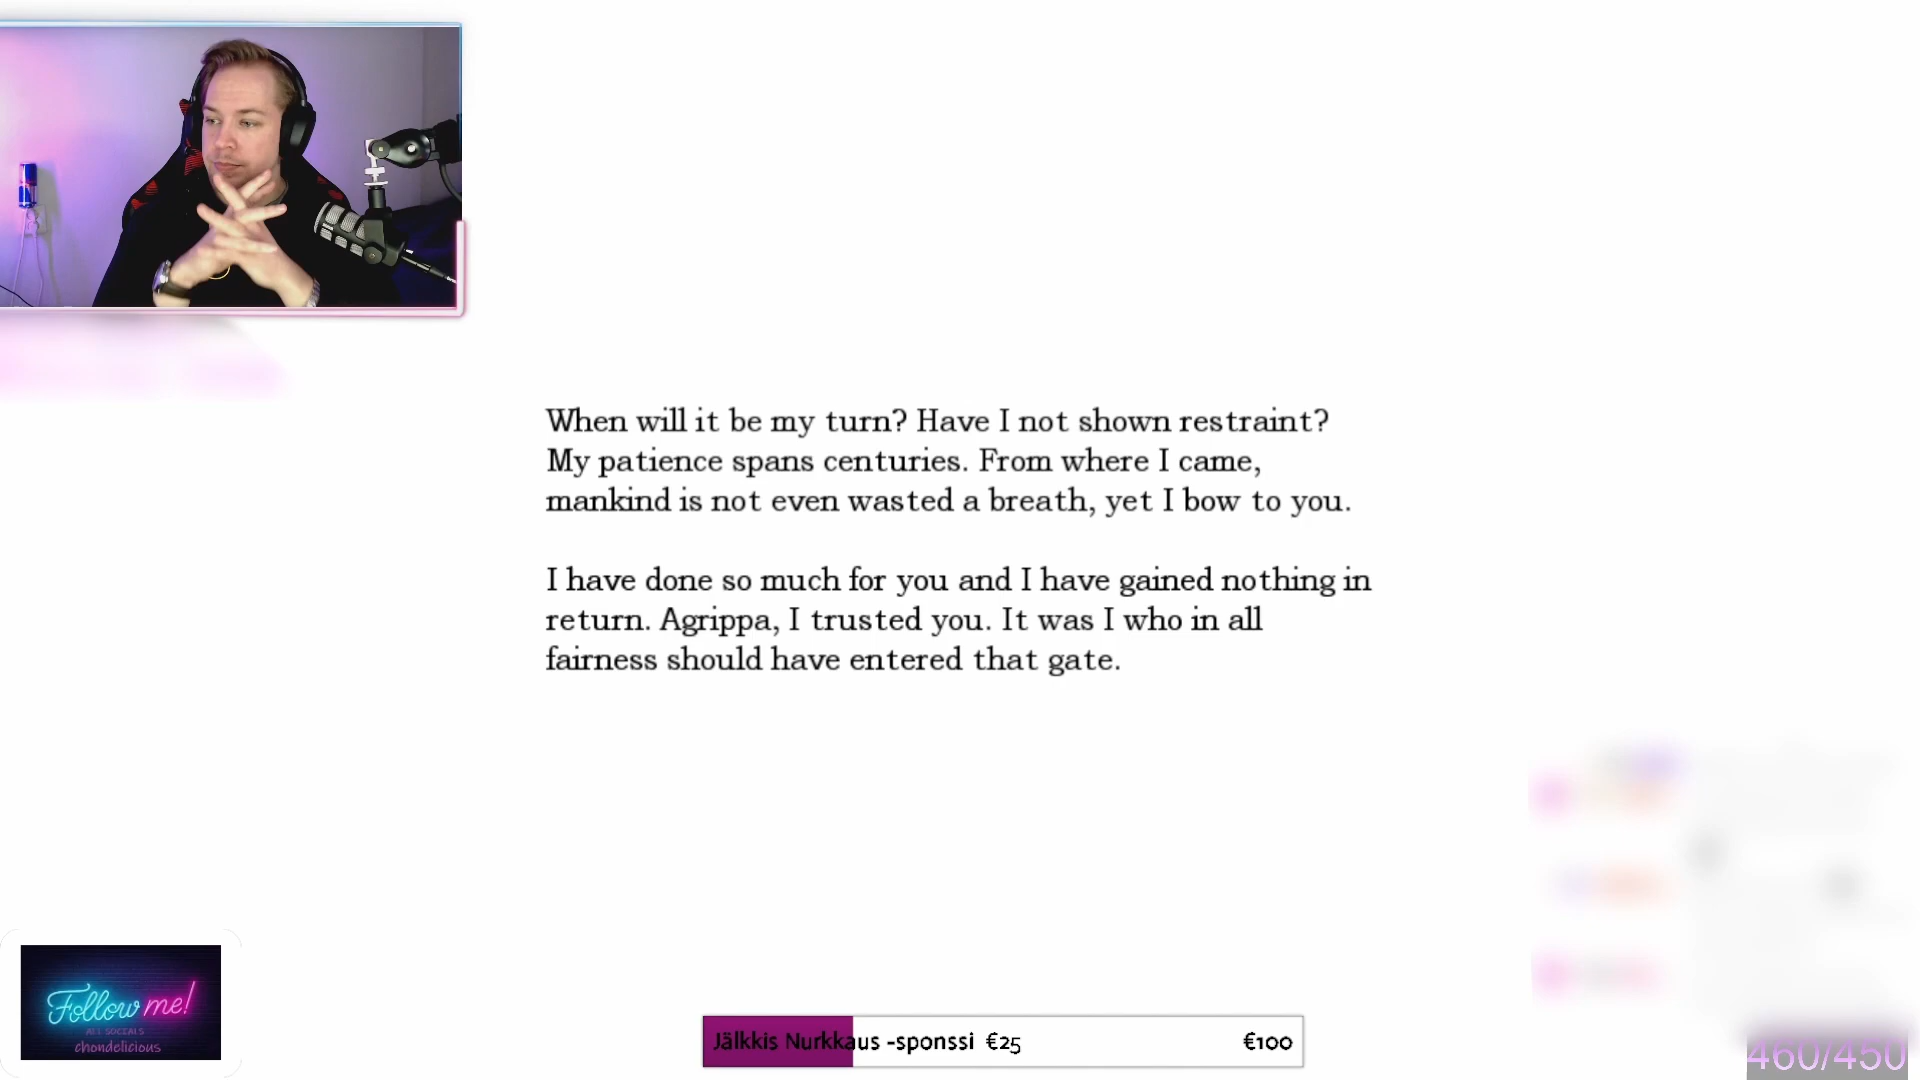 When will it be my turn? Have I not shown restraint?
My patience spans centuries. From where I came,
mankind is not even wasted a breath, yet I bow to you.
I have done so much for you and I have gained nothing in
return. Agrippa, I trusted you. It was I who in all
fairness should have entered that gate.
Follow me!
ALL SOCIALS
chondelicious
Jälkkis Nurkkaus -sponssi €25 €100
460/450